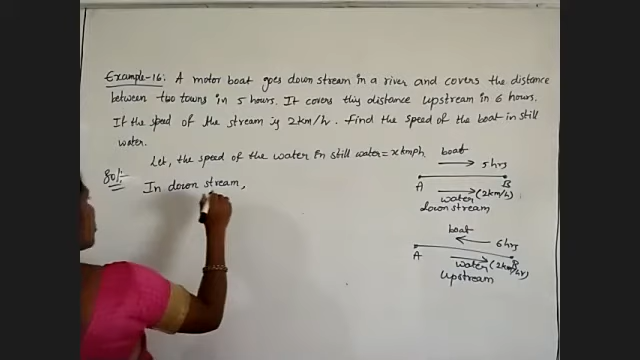 Example-16: A motor boat goes down stream in a river and covers the distance
between two towns in 5 hours. It covers this distance upstream in 6 hours.
If the speed of the stream is 2km/h. Find the speed of the boat in still
water.
Let, the speed of the water in still water = x kmph.
Sol:-
In down stream,
boat
5 hrs
A B
water (2km/h)
down stream
boat
6 hrs
A B
water (2km/hr)
upstream